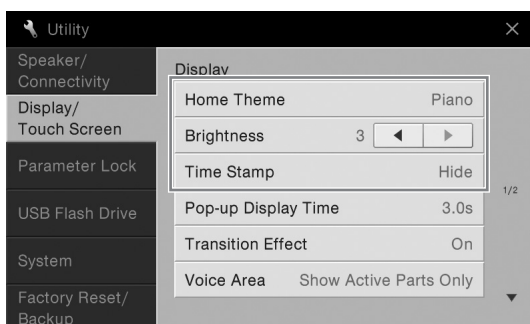 Utility
Speaker/
Connectivity
Display/
Touch Screen
Parameter Lock
USB Flash Drive
System
Factory Reset/
Backup
Display
Home Theme Piano
Brightness 3
Time Stamp Hide
Pop-up Display Time 3.0s
Transition Effect On
Voice Area Show Active Parts Only
1/2